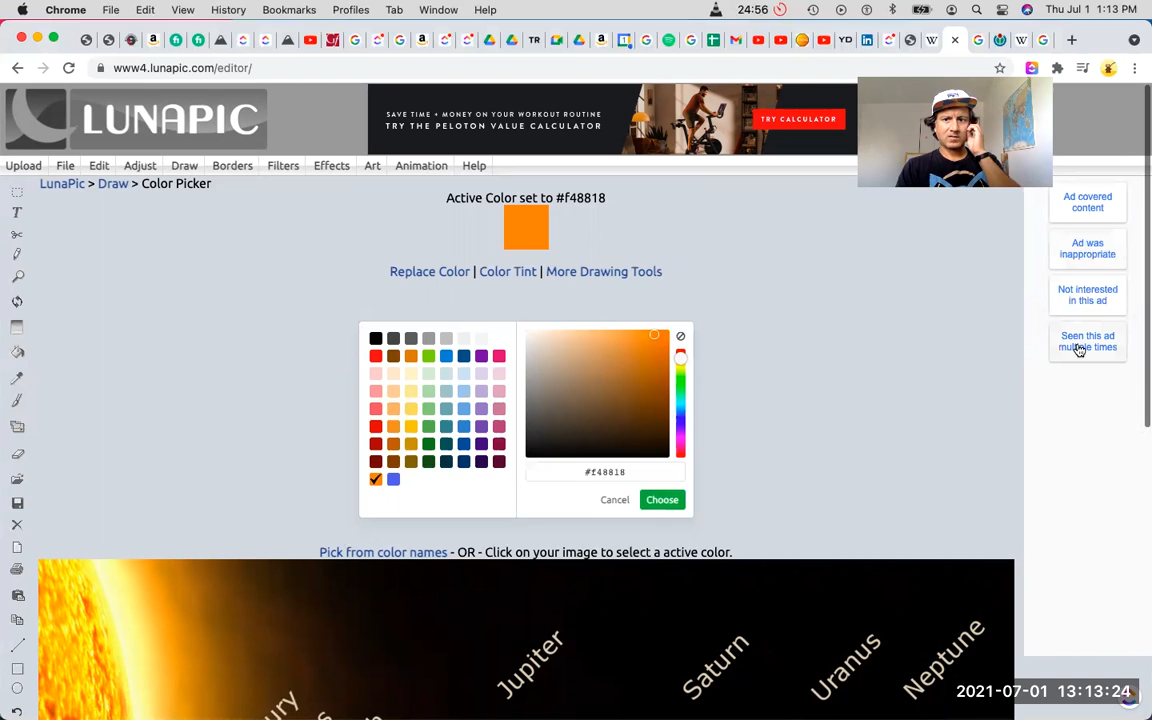 Chrome File Edit View History Bookmarks Profiles Tab Window Help 24:56 Thu Jul 1 1:13 PM
www4.lunapic.com/editor/
LUNAPIC
SAVE TIME + MONEY ON YOUR WORKOUT ROUTINE
TRY THE PELOTON VALUE CALCULATOR
TRY CALCULATOR
Upload File Edit Adjust Draw Borders Filters Effects Art Animation Help
LunaPic > Draw > Color Picker
Active Color set to #f48818
Replace Color | Color Tint | More Drawing Tools
#f48818
Cancel Choose
Pick from color names - OR - Click on your image to select a active color.
Ad covered
content
Ad was
inappropriate
Not interested
in this ad
Seen this ad
multiple times
Jupiter
Saturn
Uranus
Neptune
2021-07-01 13:13:24